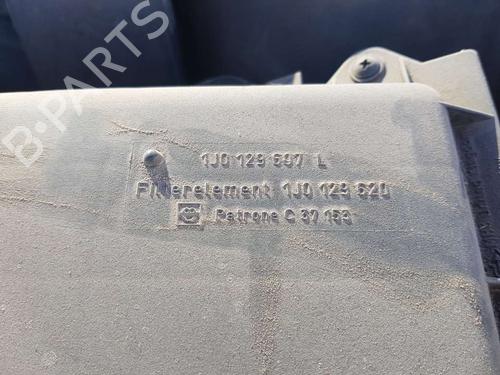 B-PARTS
1J0 129 607 L
Filterelement 1J0 129 620
Patrone C 37 153